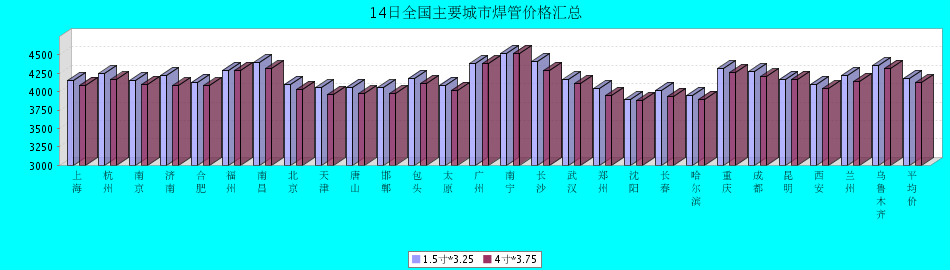 14日全国主要城市焊管价格汇总
4500
4250
4000
3750
3500
3250
3000
上海 杭州 南京 济南 合肥 福州 南昌 北京 天津 唐山 邯郸 包头 太原 广州 南宁 长沙 武汉 郑州 沈阳 长春 哈尔滨 重庆 成都 昆明 西安 兰州 乌鲁木齐 平均价
1.5寸*3.25 4寸*3.75